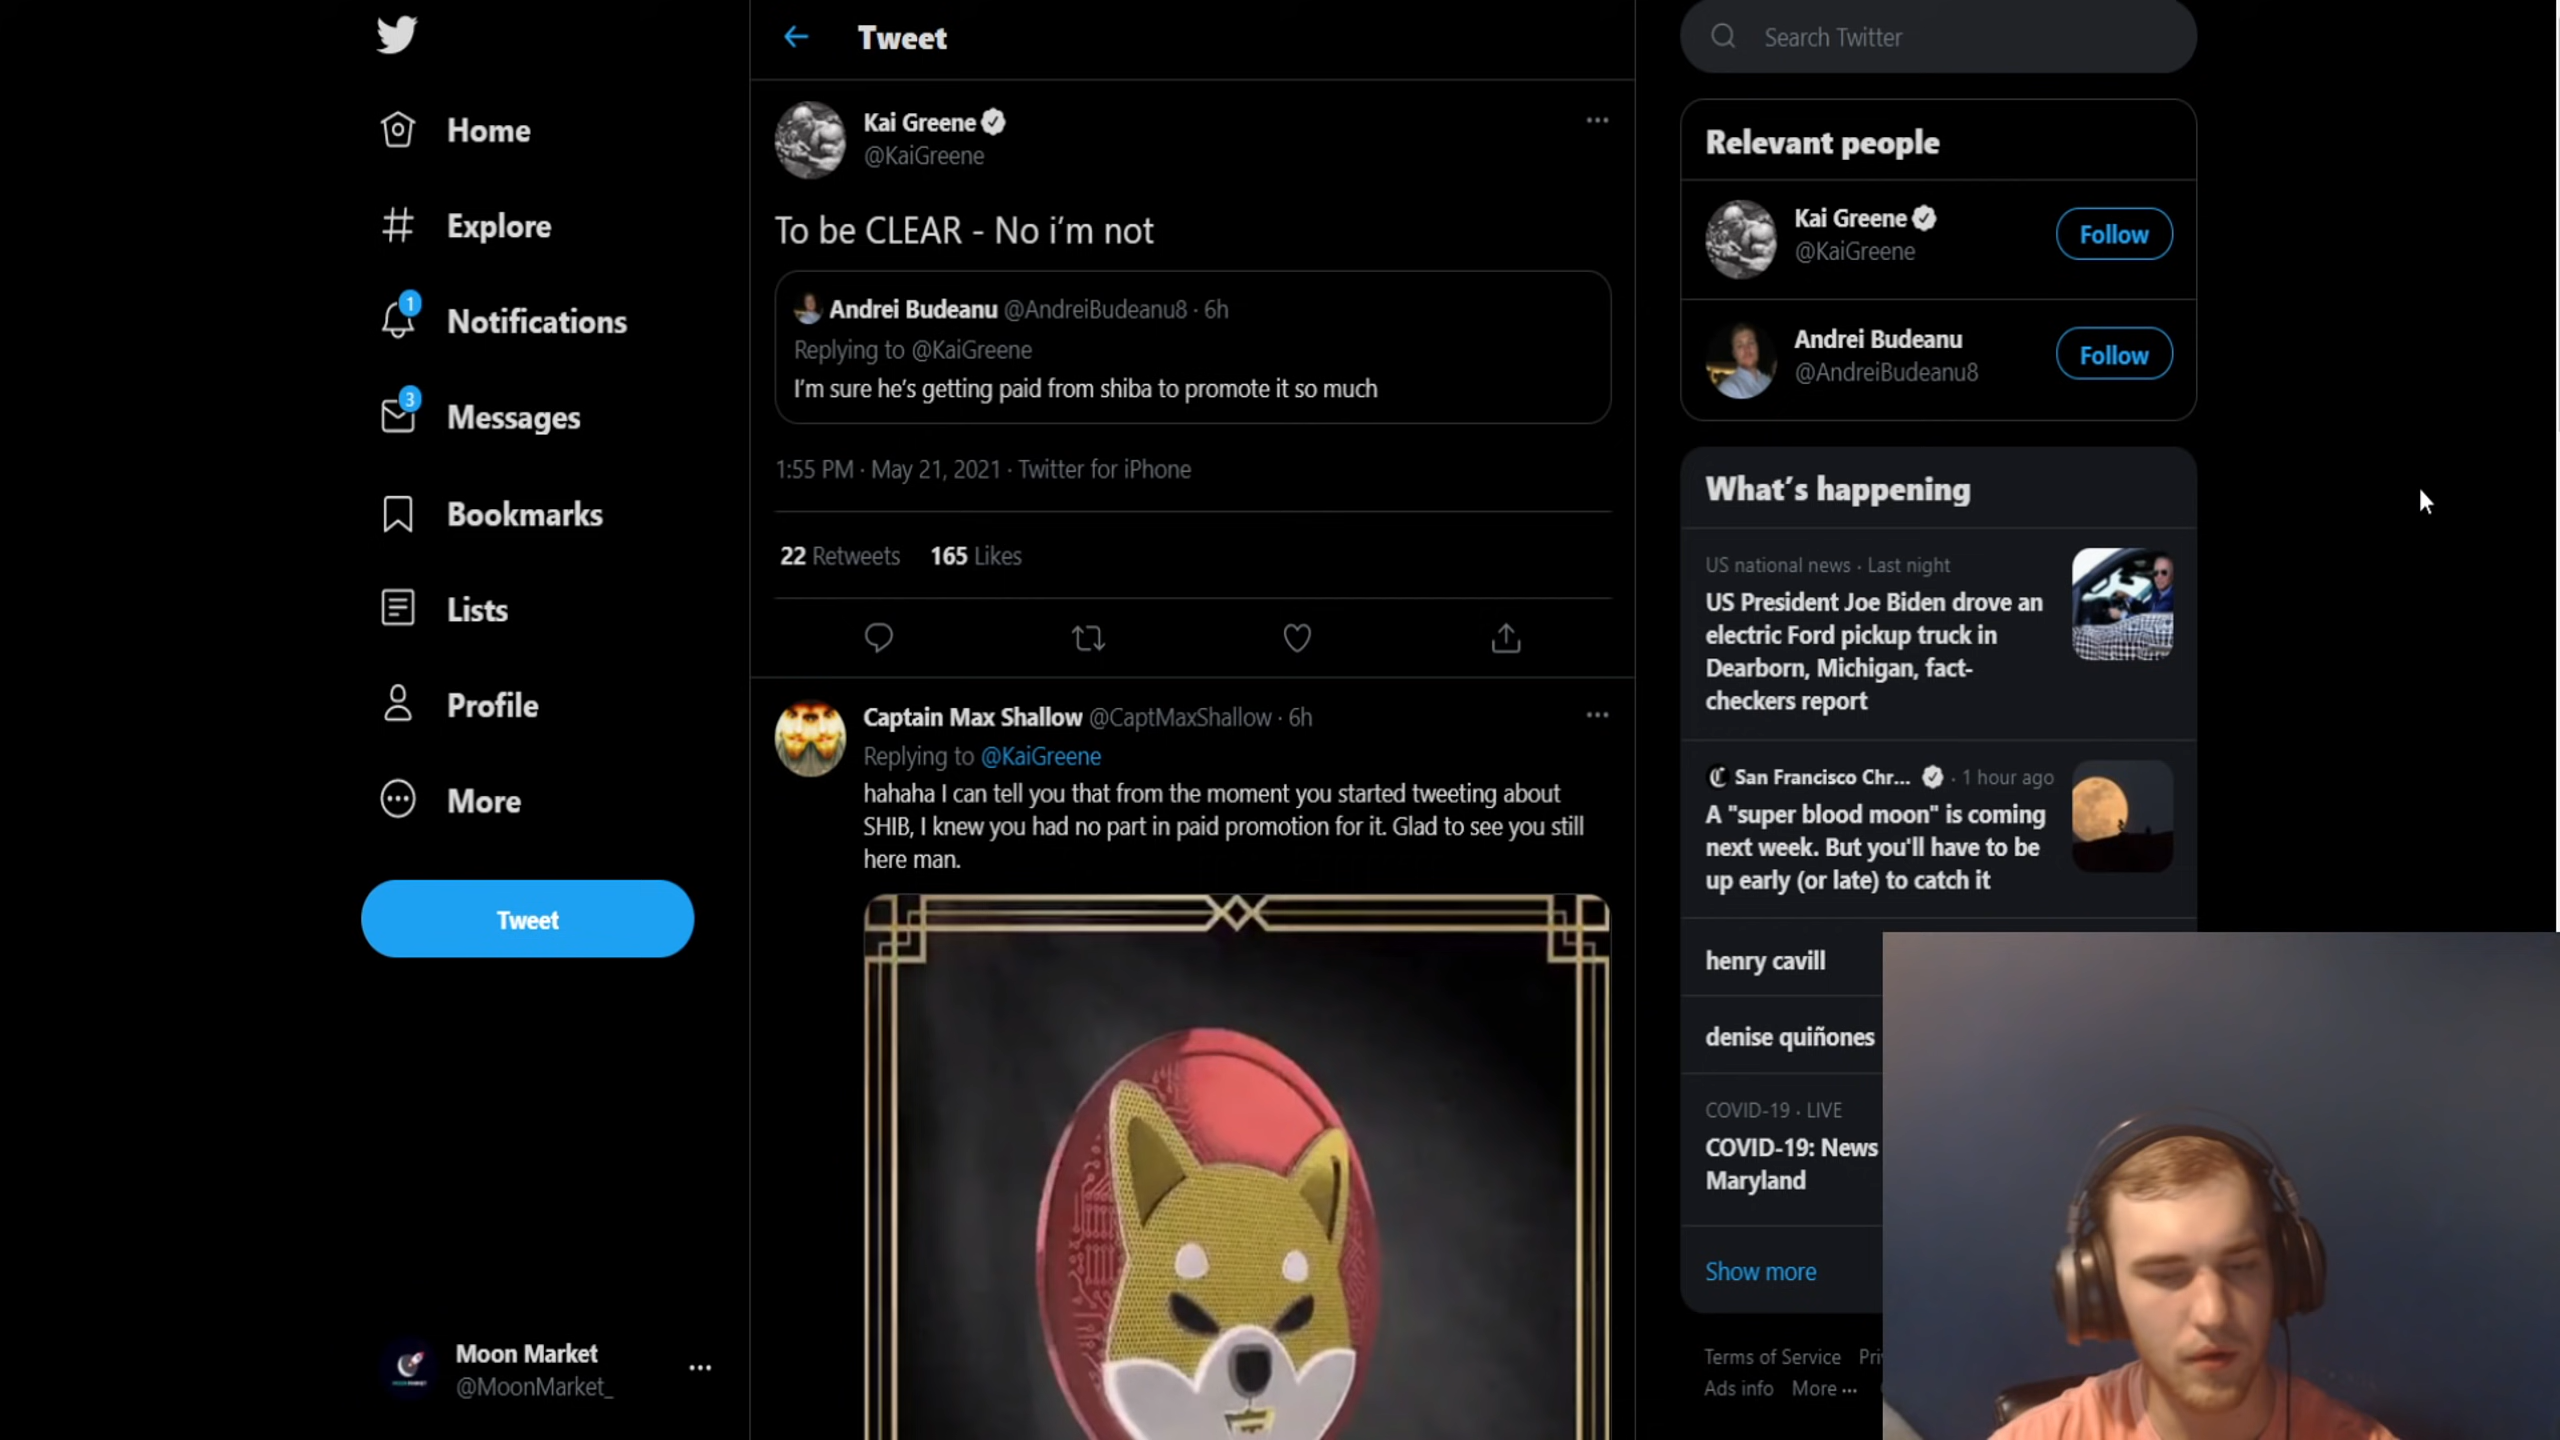 Home
Explore
1
Notifications
3
Messages
Bookmarks
Lists
Profile
More
Tweet
Moon Market
@MoonMarket_
Tweet
Kai Greene
@KaiGreene
To be CLEAR - No i'm not
Andrei Budeanu @AndreiBudeanu8 · 6h
Replying to @KaiGreene
I'm sure he's getting paid from shiba to promote it so much
1:55 PM · May 21, 2021 · Twitter for iPhone
22 Retweets 165 Likes
Captain Max Shallow @CaptMaxShallow · 6h
Replying to @KaiGreene
hahaha I can tell you that from the moment you started tweeting about
SHIB, I knew you had no part in paid promotion for it. Glad to see you still
here man.
Search Twitter
Relevant people
Kai Greene
@KaiGreene
Follow
Andrei Budeanu
@AndreiBudeanu8
Follow
What's happening
US national news · Last night
US President Joe Biden drove an
electric Ford pickup truck in
Dearborn, Michigan, fact-
checkers report
San Francisco Chr... · 1 hour ago
A "super blood moon" is coming
next week. But you'll have to be
up early (or late) to catch it
henry cavill
denise quiñones
COVID-19 · LIVE
COVID-19: News
Maryland
Show more
Terms of Service
Ads info More ...